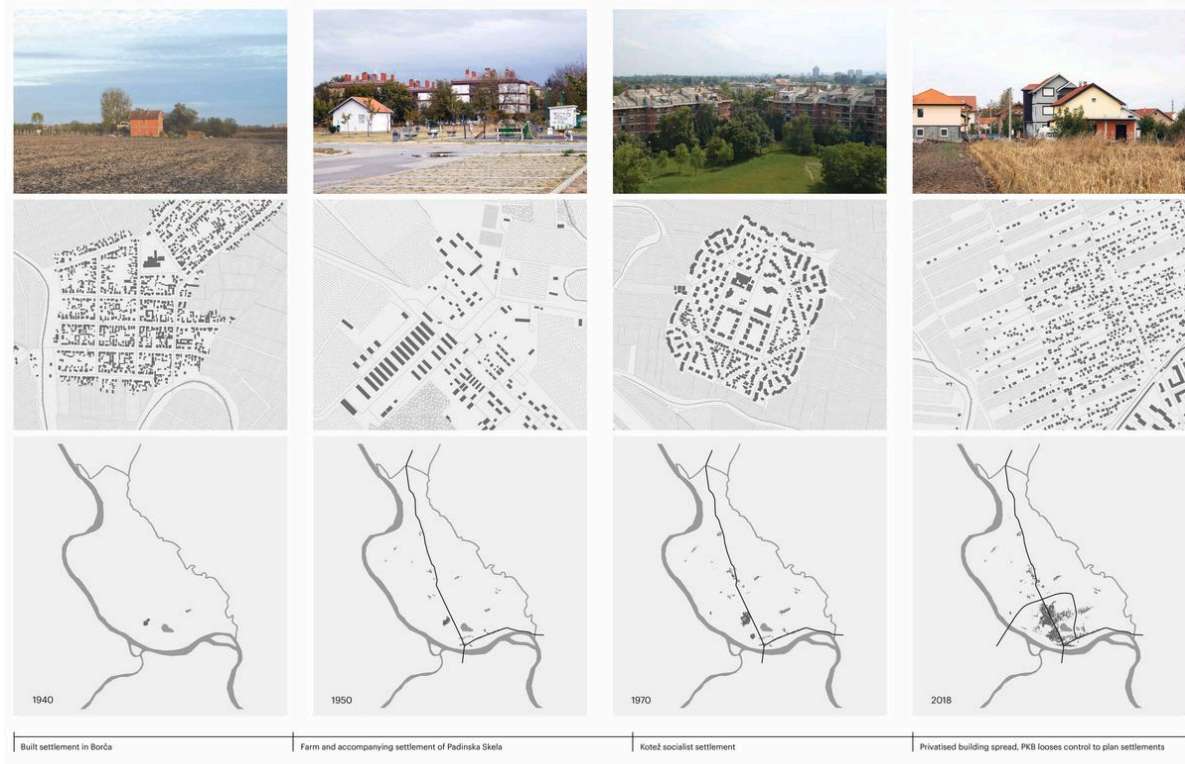 1940
1950
1970
2018
Built settlement in Borča
Farm and accompanying settlement of Padinska Skela
Kotež socialist settlement
Privatised building spread, PKB looses control to plan settlements